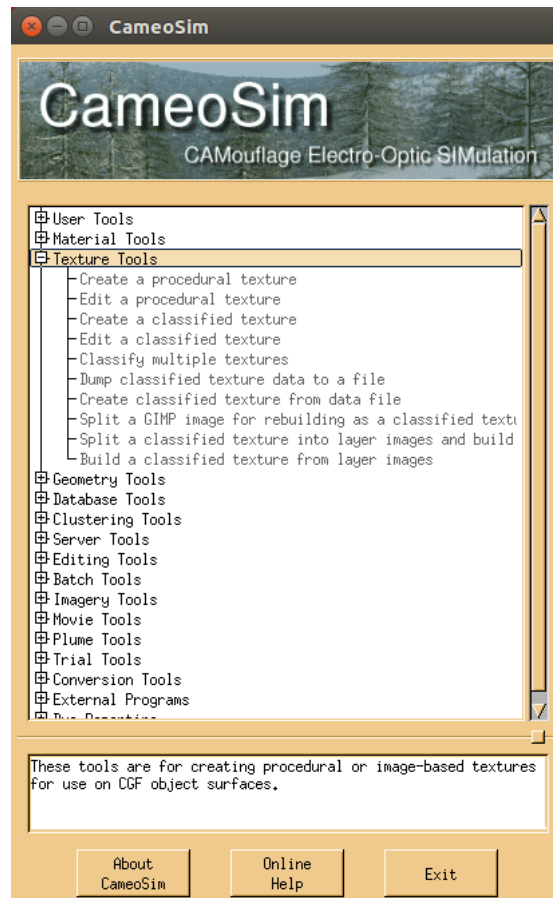 CameoSim
CameoSim
CAMouflage Electro-Optic SIMulation
User Tools
Material Tools
Texture Tools
Create a procedural texture
Edit a procedural texture
Create a classified texture
Edit a classified texture
Classify multiple textures
Dump classified texture data to a file
Create classified texture from data file
Split a GIMP image for rebuilding as a classified textu
Split a classified texture into layer images and build
Build a classified texture from layer images
Geometry Tools
Database Tools
Clustering Tools
Server Tools
Editing Tools
Batch Tools
Imagery Tools
Movie Tools
Plume Tools
Trial Tools
Conversion Tools
External Programs
These tools are for creating procedural or image-based textures
for use on CGF object surfaces.
About
CameoSim
Online
Help
Exit